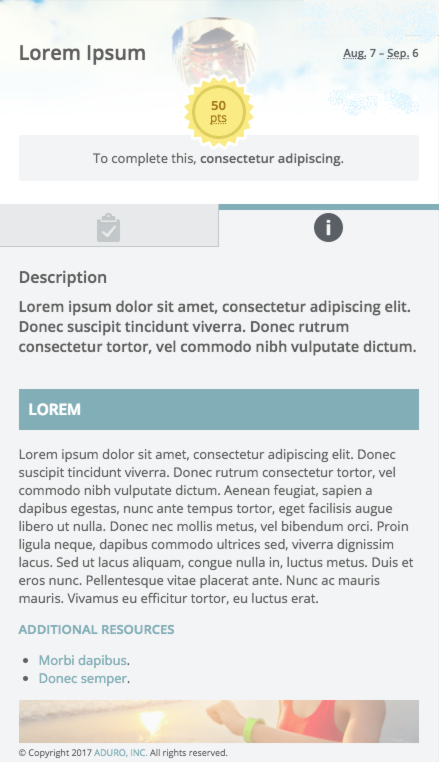 Lorem Ipsum
Aug. 7 – Sep. 6
50
pts
To complete this, consectetur adipiscing.
Description
Lorem ipsum dolor sit amet, consectetur adipiscing elit.
Donec suscipit tincidunt viverra. Donec rutrum
consectetur tortor, vel commodo nibh vulputate dictum.
LOREM
Lorem ipsum dolor sit amet, consectetur adipiscing elit. Donec
suscipit tincidunt viverra. Donec rutrum consectetur tortor, vel
commodo nibh vulputate dictum. Aenean feugiat, sapien a
dapibus egestas, nunc ante tempus tortor, eget facilisis augue
libero ut nulla. Donec nec mollis metus, vel bibendum orci. Proin
ligula neque, dapibus commodo ultrices sed, viverra dignissim
lacus. Sed ut lacus aliquam, congue nulla in, luctus metus. Duis et
eros nunc. Pellentesque vitae placerat ante. Nunc ac mauris
mauris. Vivamus eu efficitur tortor, eu luctus erat.
ADDITIONAL RESOURCES
• Morbi dapibus.
• Donec semper.
© Copyright 2017 ADURO, INC. All rights reserved.